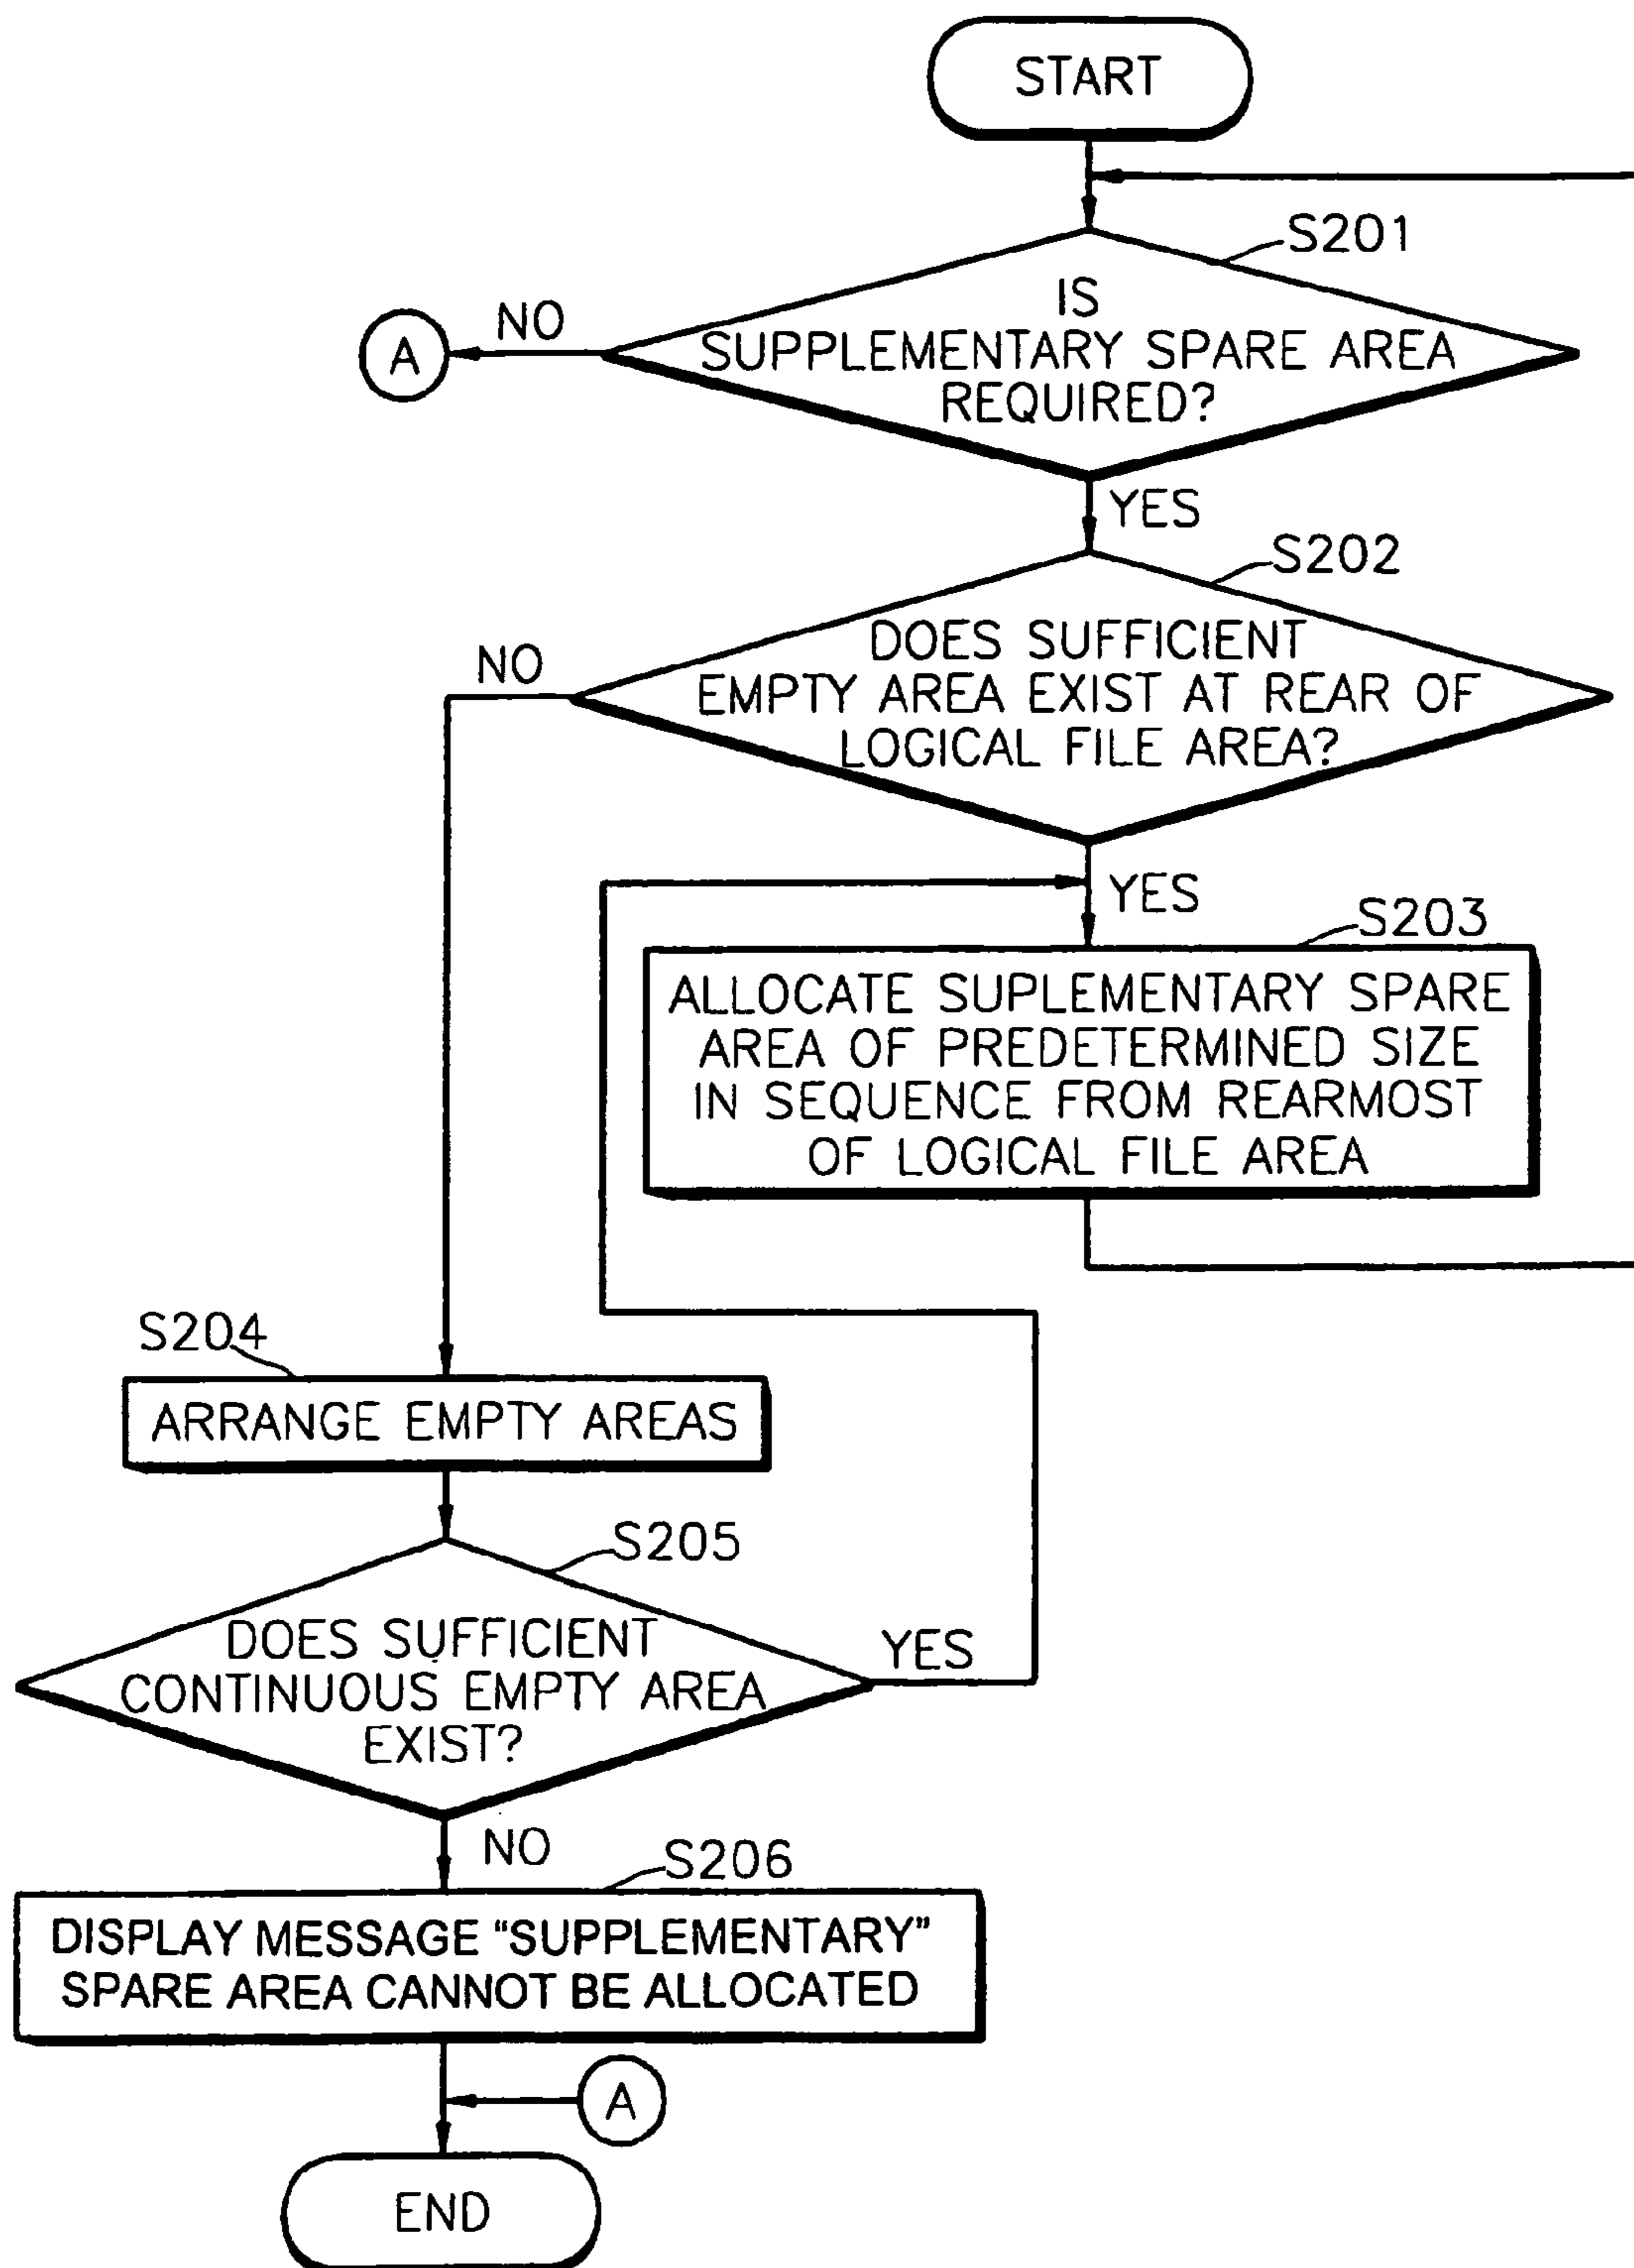 START
S201
IS
SUPPLEMENTARY SPARE AREA
REQUIRED?
NO
A
YES
S202
DOES SUFFICIENT
EMPTY AREA EXIST AT REAR OF
LOGICAL FILE AREA?
NO
YES
S203
ALLOCATE SUPLEMENTARY SPARE
AREA OF PREDETERMINED SIZE
IN SEQUENCE FROM REARMOST
OF LOGICAL FILE AREA
S204
ARRANGE EMPTY AREAS
S205
DOES SUFFICIENT
CONTINUOUS EMPTY AREA
EXIST?
YES
NO
S206
DISPLAY MESSAGE “SUPPLEMENTARY”
SPARE AREA CANNOT BE ALLOCATED
A
END